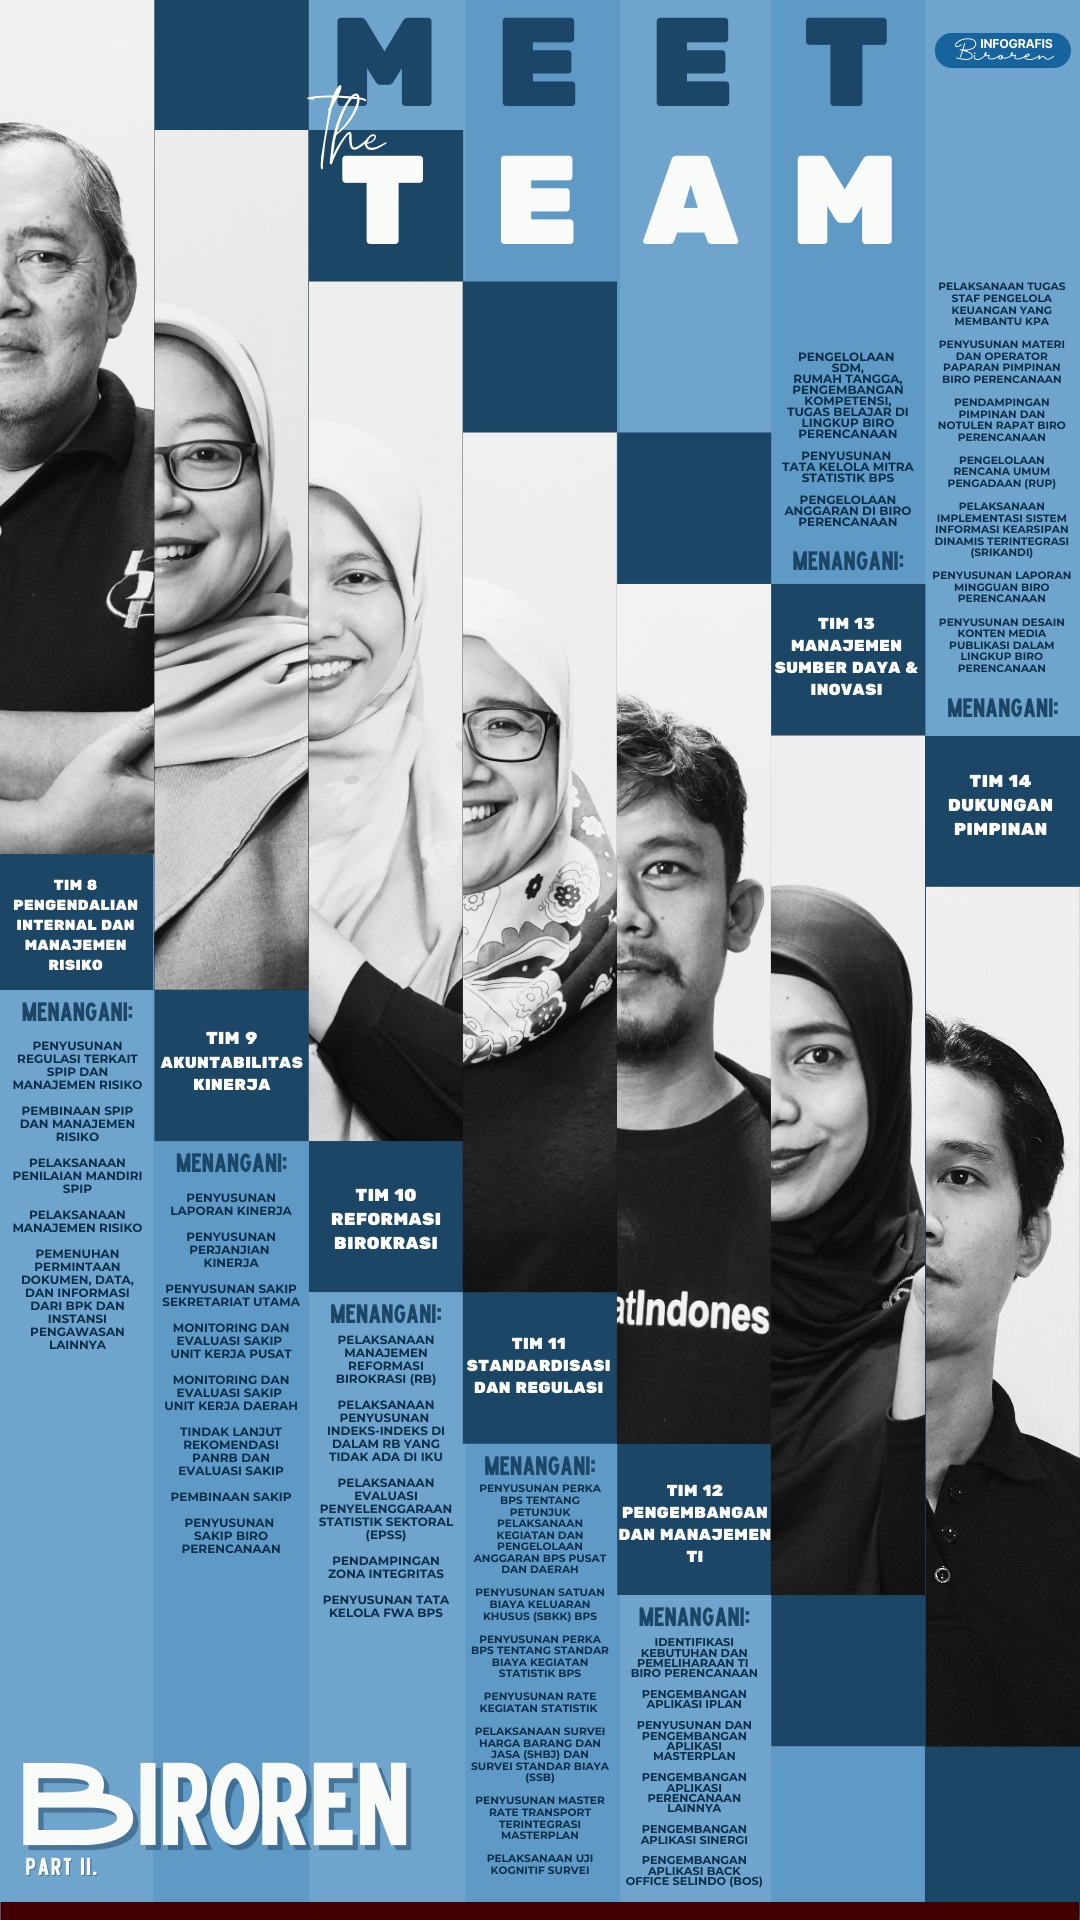 MEET
the
TEAM
INFOGRAFIS
Biroren
TIM 8
PENGENDALIAN
INTERNAL DAN
MANAJEMEN
RISIKO
MENANGANI:
PENYUSUNAN
REGULASI TERKAIT
SPIP DAN
MANAJEMEN RISIKO
PEMBINAAN SPIP
DAN MANAJEMEN
RISIKO
PELAKSANAAN
PENILAIAN MANDIRI
SPIP
PELAKSANAAN
MANAJEMEN RISIKO
PEMENUHAN
PERMINTAAN
DOKUMEN, DATA,
DAN INFORMASI
DARI BPK DAN
INSTANSI
PENGAWASAN
LAINNYA
TIM 9
AKUNTABILITAS
KINERJA
MENANGANI:
PENYUSUNAN
LAPORAN KINERJA
PENYUSUNAN
PERJANJIAN
KINERJA
PENYUSUNAN SAKIP
SEKRETARIAT UTAMA
MONITORING DAN
EVALUASI SAKIP
UNIT KERJA PUSAT
MONITORING DAN
EVALUASI SAKIP
UNIT KERJA DAERAH
TINDAK LANJUT
REKOMENDASI
PANRB DAN
EVALUASI SAKIP
PEMBINAAN SAKIP
PENYUSUNAN
SAKIP BIRO
PERENCANAAN
TIM 10
REFORMASI
BIROKRASI
MENANGANI:
PELAKSANAAN
MANAJEMEN
REFORMASI
BIROKRASI (RB)
PELAKSANAAN
PENYUSUNAN
INDEKS-INDEKS DI
DALAM RB YANG
TIDAK ADA DI IKU
PELAKSANAAN
EVALUASI
PENYELENGGARAAN
STATISTIK SEKTORAL
(EPSS)
PENDAMPINGAN
ZONA INTEGRITAS
PENYUSUNAN TATA
KELOLA FWA BPS
TIM 11
STANDARDISASI
DAN REGULASI
MENANGANI:
PENYUSUNAN PERKA
BPS TENTANG
PETUNJUK
PELAKSANAAN
KEGIATAN DAN
PENGELOLAAN
ANGGARAN BPS PUSAT
DAN DAERAH
PENYUSUNAN SATUAN
BIAYA KELUARAN
KHUSUS (SBKK) BPS
PENYUSUNAN PERKA
BPS TENTANG STANDAR
BIAYA KEGIATAN
STATISTIK BPS
PENYUSUNAN RATE
KEGIATAN STATISTIK
PELAKSANAAN SURVEI
HARGA BARANG DAN
JASA (SHBJ) DAN
SURVEI STANDAR BIAYA
(SSB)
PENYUSUNAN MASTER
RATE TRANSPORT
TERINTEGRASI
MASTERPLAN
PELAKSANAAN UJI
KOGNITIF SURVEI
atIndones
TIM 12
PENGEMBANGAN
DAN MANAJEMEN
TI
MENANGANI:
IDENTIFIKASI
KEBUTUHAN DAN
PEMELIHARAAN TI
BIRO PERENCANAAN
PENGEMBANGAN
APLIKASI IPLAN
PENYUSUNAN DAN
PENGEMBANGAN
APLIKASI
MASTERPLAN
PENGEMBANGAN
APLIKASI
PERENCANAAN
LAINNYA
PENGEMBANGAN
APLIKASI SINERGI
PENGEMBANGAN
APLIKASI BACK
OFFICE SELINDO (BOS)
PENGELOLAAN
SDM,
RUMAH TANGGA,
PENGEMBANGAN
KOMPETENSI,
TUGAS BELAJAR DI
LINGKUP BIRO
PERENCANAAN
PENYUSUNAN
TATA KELOLA MITRA
STATISTIK BPS
PENGELOLAAN
ANGGARAN DI BIRO
PERENCANAAN
MENANGANI:
TIM 13
MANAJEMEN
SUMBER DAYA &
INOVASI
PELAKSANAAN TUGAS
STAF PENGELOLA
KEUANGAN YANG
MEMBANTU KPA
PENYUSUNAN MATERI
DAN OPERATOR
PAPARAN PIMPINAN
BIRO PERENCANAAN
PENDAMPINGAN
PIMPINAN DAN
NOTULEN RAPAT BIRO
PERENCANAAN
PENGELOLAAN
RENCANA UMUM
PENGADAAN (RUP)
PELAKSANAAN
IMPLEMENTASI SISTEM
INFORMASI KEARSIPAN
DINAMIS TERINTEGRASI
(SRIKANDI)
PENYUSUNAN LAPORAN
MINGGUAN BIRO
PERENCANAAN
PENYUSUNAN DESAIN
KONTEN MEDIA
PUBLIKASI DALAM
LINGKUP BIRO
PERENCANAAN
MENANGANI:
TIM 14
DUKUNGAN
PIMPINAN
BIROREN
PART II.